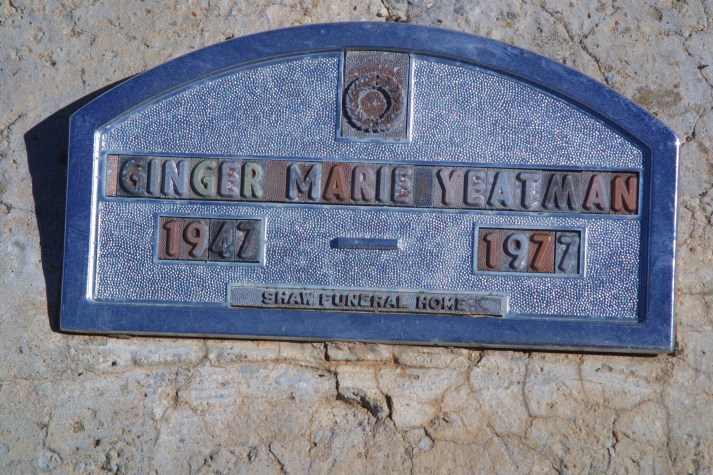 GINGER MARIE YEATMAN
1947 — 1977
SHAW FUNERAL HOME